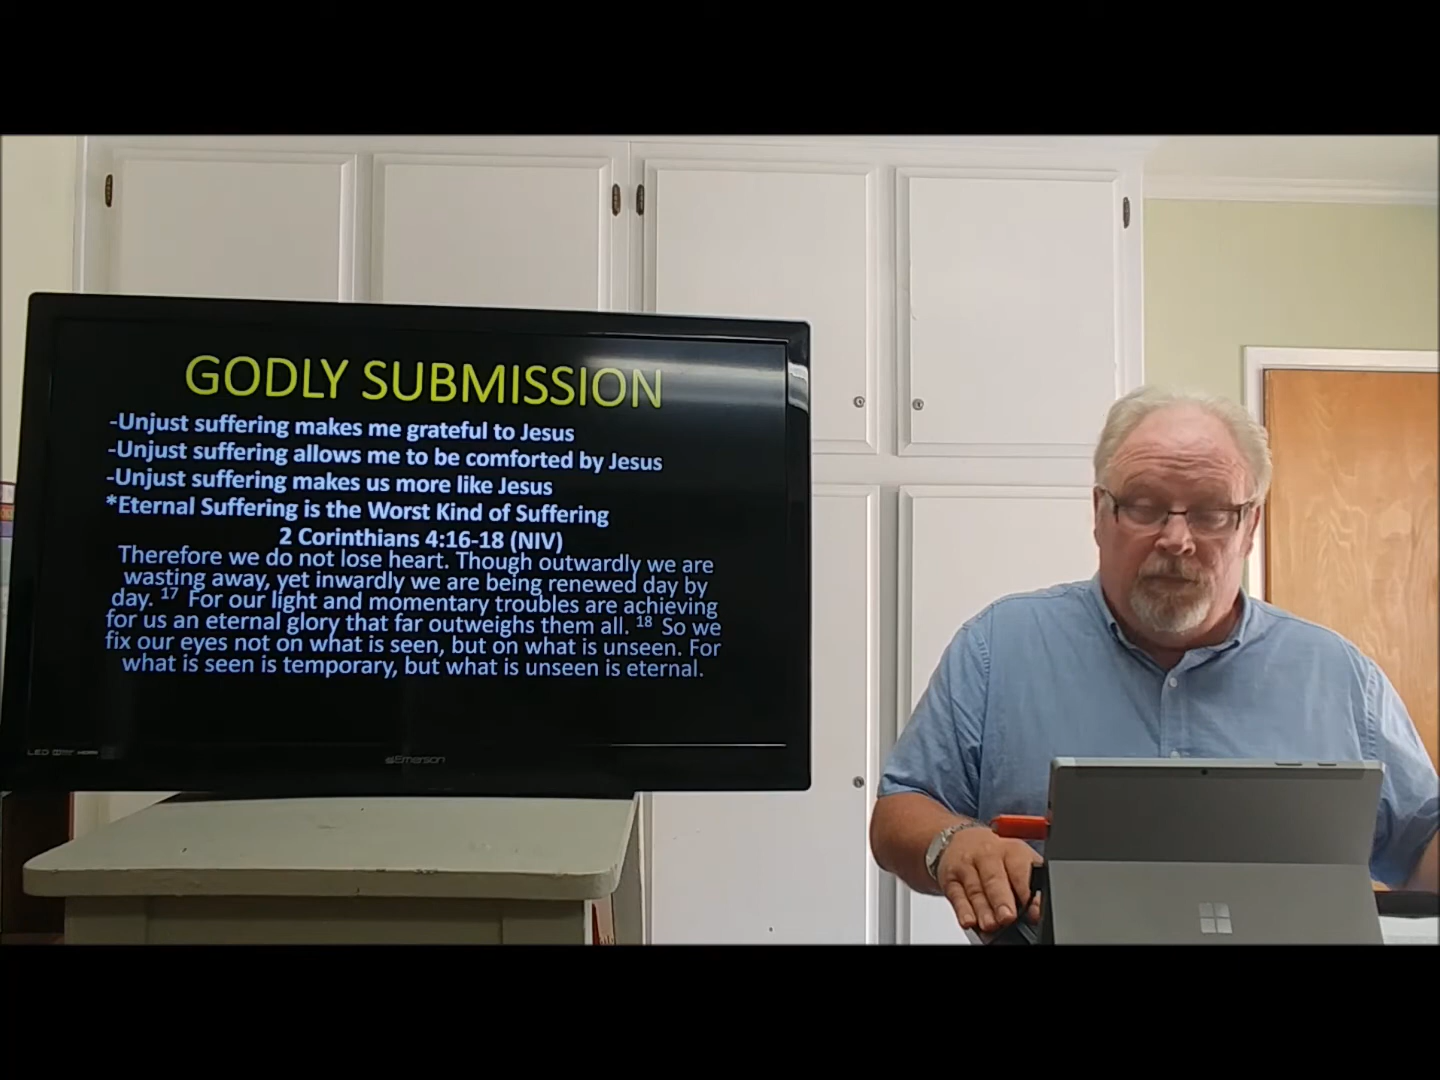 GODLY SUBMISSION
-Unjust suffering makes me grateful to Jesus
-Unjust suffering allows me to be comforted by Jesus
-Unjust suffering makes us more like Jesus
*Eternal Suffering is the Worst Kind of Suffering
2 Corinthians 4:16-18 (NIV)
Therefore we do not lose heart. Though outwardly we are
wasting away, yet inwardly we are being renewed day by
day. 17 For our light and momentary troubles are achieving
for us an eternal glory that far outweighs them all. 18 So we
fix our eyes not on what is seen, but on what is unseen. For
what is seen is temporary, but what is unseen is eternal.
LED
Emerson